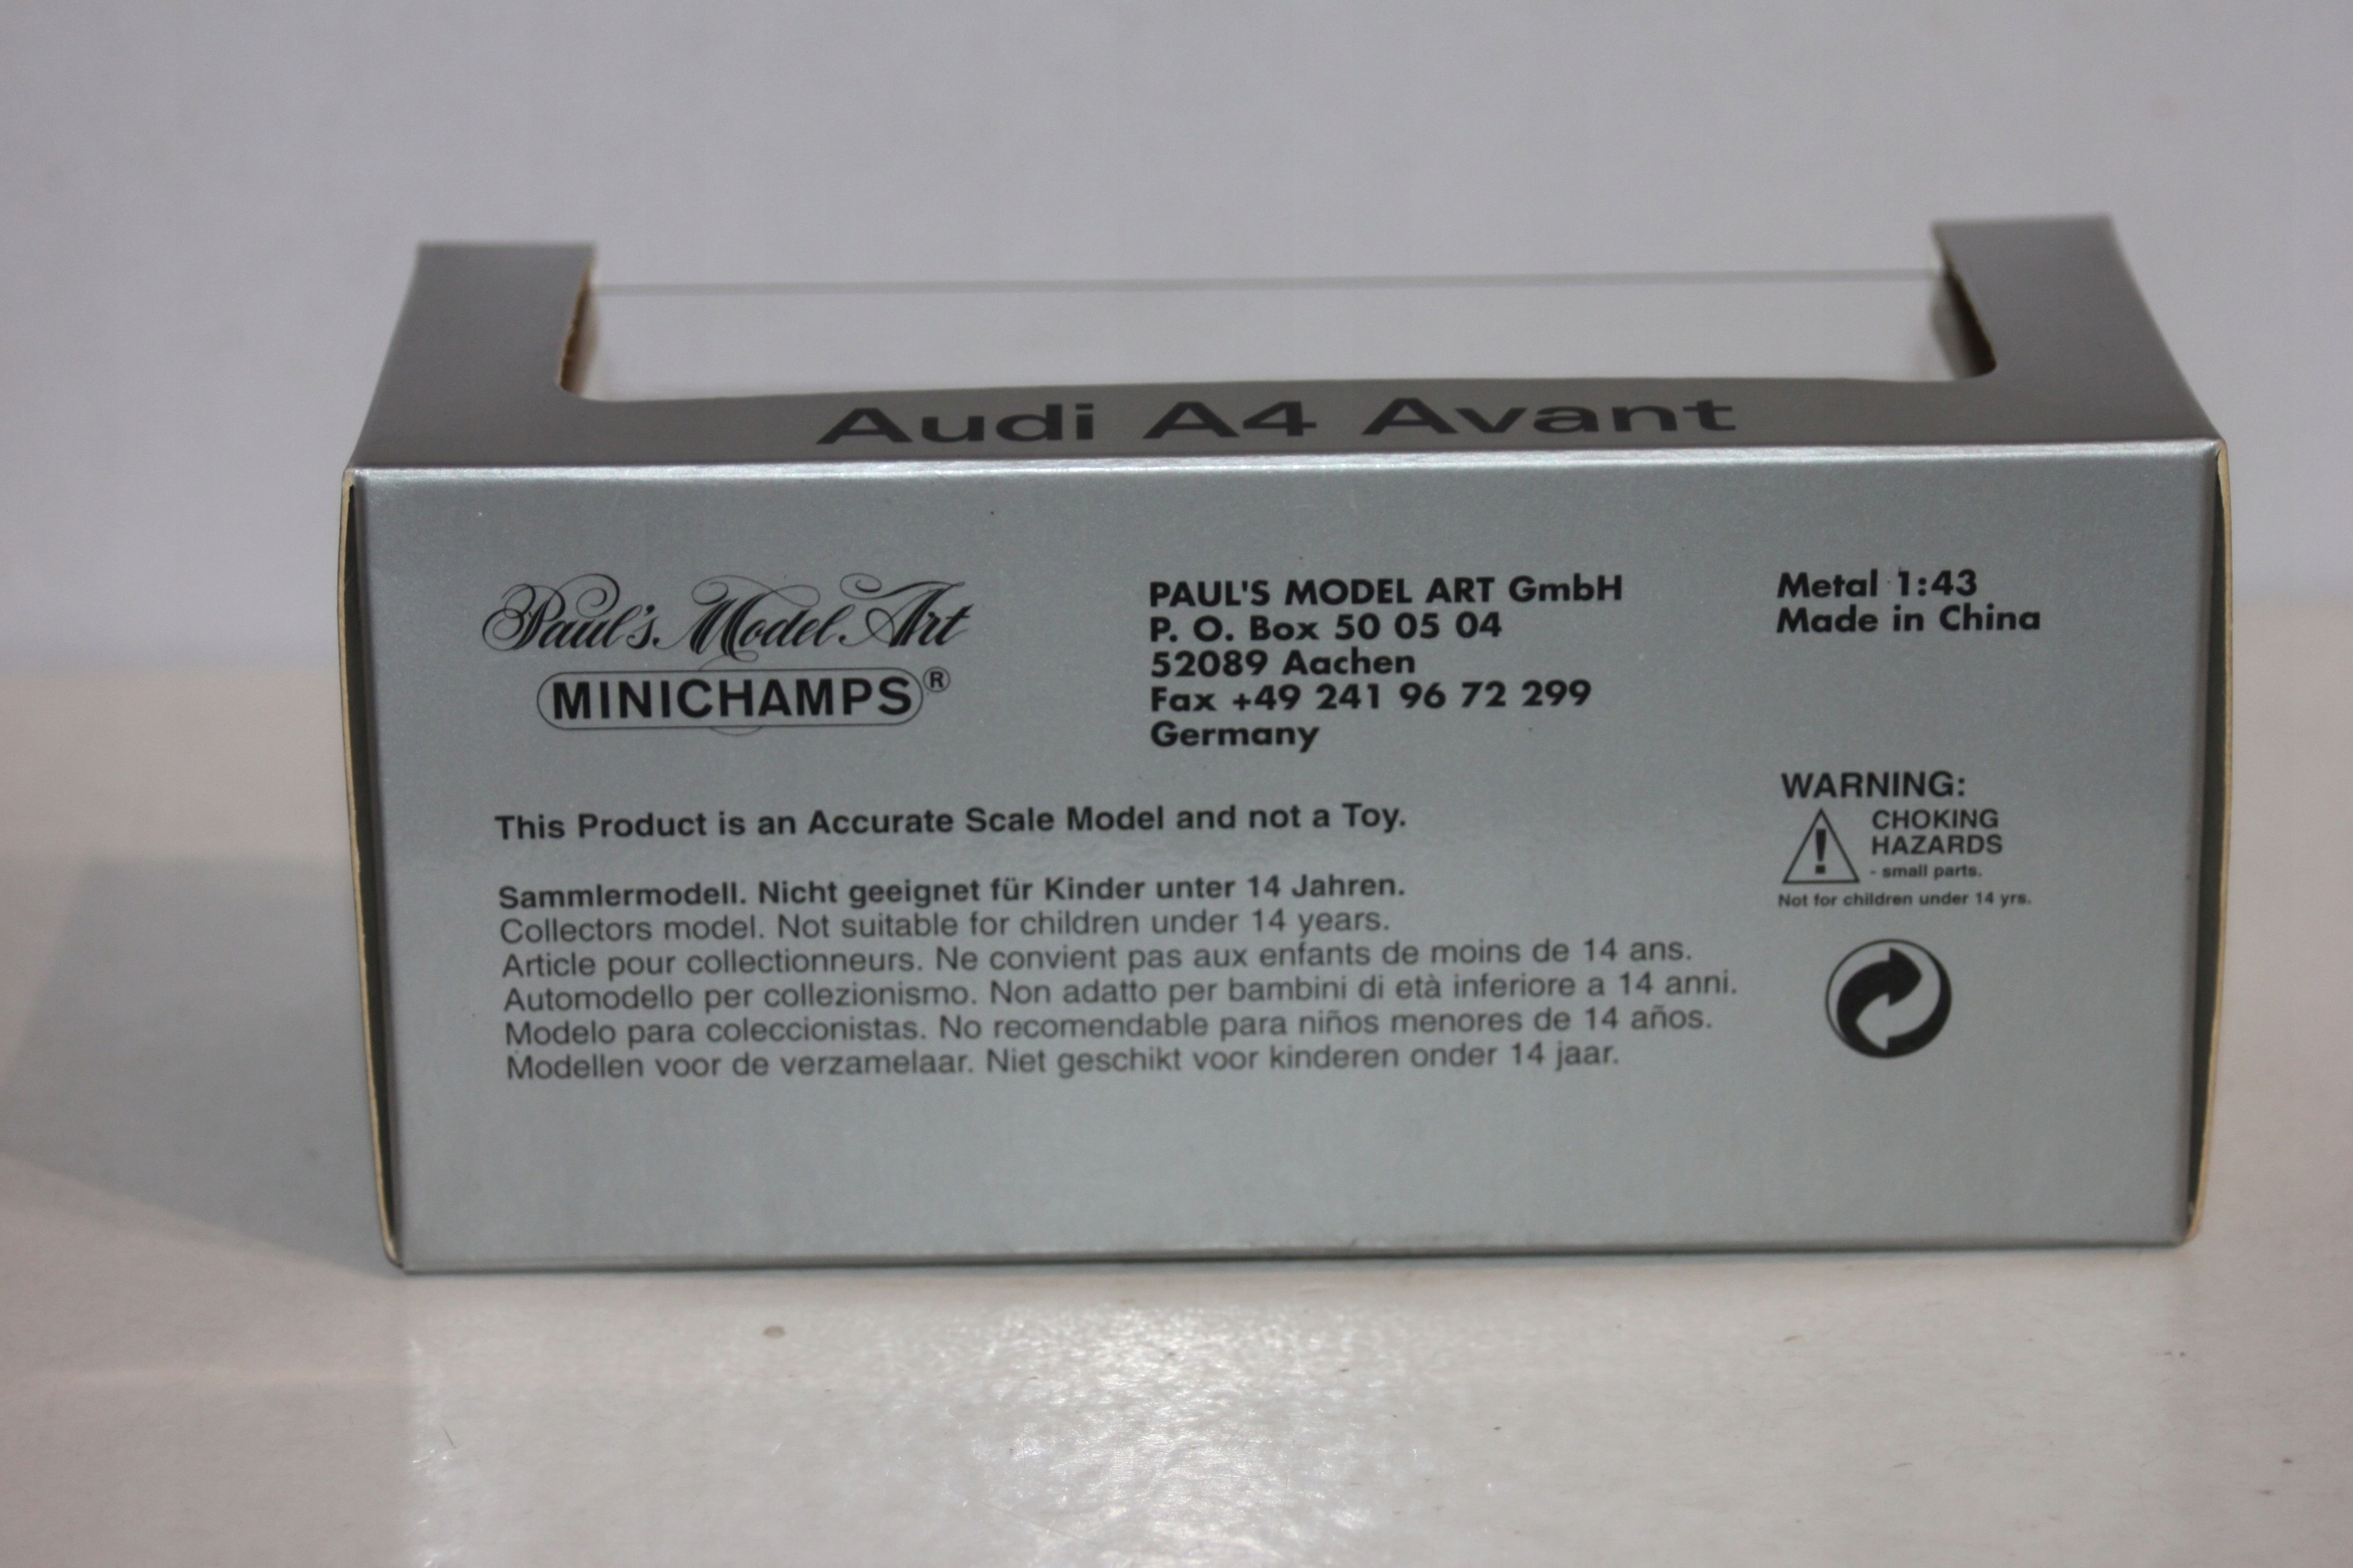 Audi A4 Avant
Paul's Model Art
MINICHAMPS®
PAUL'S MODEL ART GmbH
P. O. Box 50 05 04
52089 Aachen
Fax +49 241 96 72 299
Germany
Metal 1:43
Made in China
This Product is an Accurate Scale Model and not a Toy.
Sammlermodell. Nicht geeignet für Kinder unter 14 Jahren.
Collectors model. Not suitable for children under 14 years.
Article pour collectionneurs. Ne convient pas aux enfants de moins de 14 ans.
Automodello per collezionismo. Non adatto per bambini di età inferiore a 14 anni.
Modelo para coleccionistas. No recomendable para niños menores de 14 años.
Modellen voor de verzamelaar. Niet geschikt voor kinderen onder 14 jaar.
WARNING:
CHOKING
HAZARDS
- small parts.
Not for children under 14 yrs.